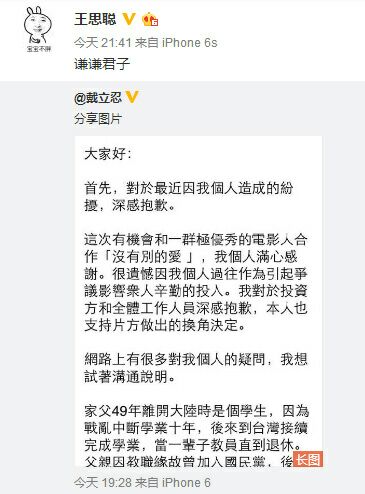 王思聪
宝宝不胖
今天 21:41 来自 iPhone 6s
谦谦君子
@戴立忍
分享图片
大家好：
首先，對於最近因我個人造成的紛
擾，深感抱歉。
這次有機會和一群極優秀的電影人合
作「沒有別的愛 」，我個人滿心感
謝。很遺憾因我個人過往作為引起爭
議影響衆人辛勤的投入。我對於投資
方和全體工作人員深感抱歉，本人也
支持片方做出的換角決定。
網路上有很多對我個人的疑問，我想
試著溝通說明。
家父49年離開大陸時是個學生，因為
戰亂中斷學業十年，後來到台灣接續
完成學業，當一輩子教員直到退休。
父親因教職緣故曾加入國民黨，後
长图
今天 19:28 来自 iPhone 6